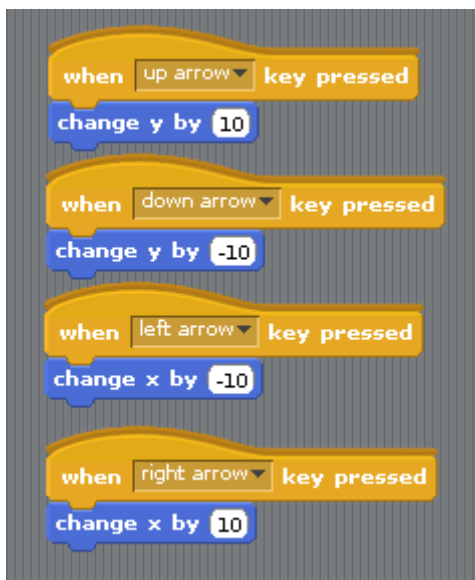 when up arrow key pressed
change y by 10
when down arrow key pressed
change y by -10
when left arrow key pressed
change x by -10
when right arrow key pressed
change x by 10